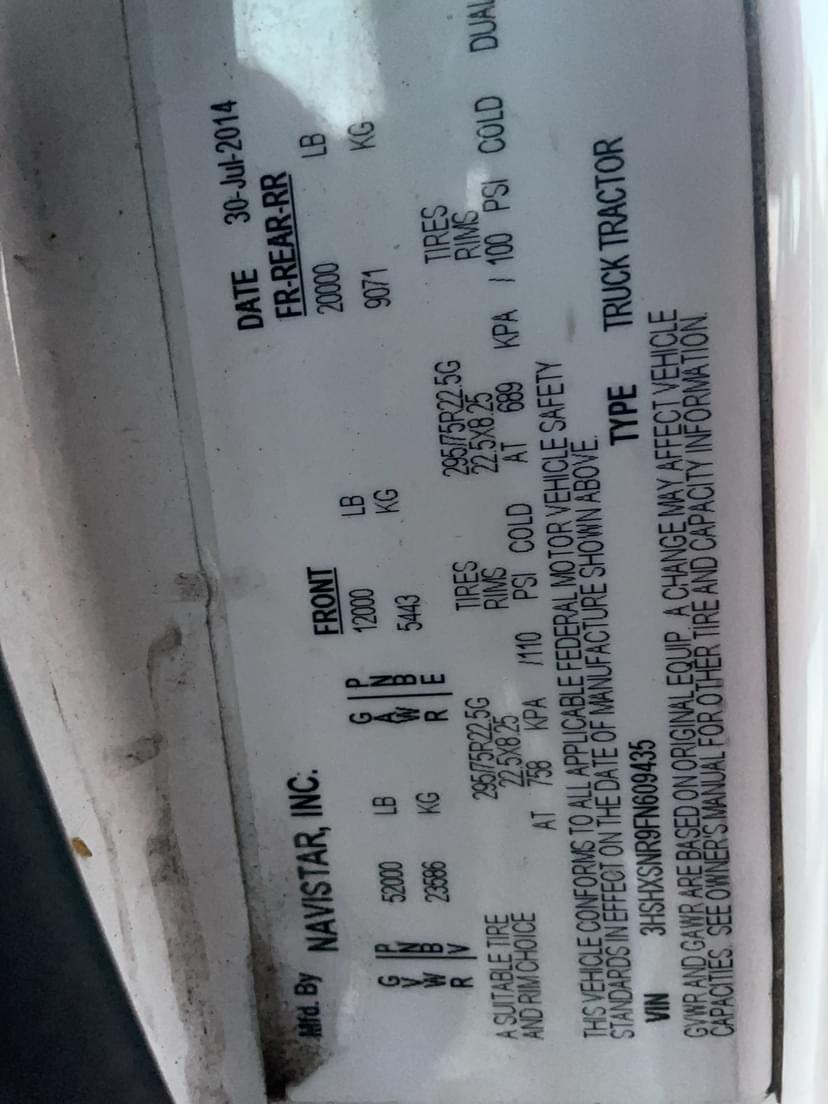 Mfd. By NAVISTAR, INC. DATE 30-Jul-2014
FRONT FR-REAR-RR
G | P 52000 LB G | P 12000 LB 20000 LB
V | N 23586 KG A | N 5443 KG 9071 KG
W | B W | B
R | V R | E
A SUITABLE TIRE 295/75R22.5G TIRES 295/75R22.5G TIRES
AND RIM CHOICE 22.5X8.25 RIMS 22.5X8.25 RIMS
AT 758 KPA /110 PSI COLD AT 689 KPA / 100 PSI COLD DUAL
THIS VEHICLE CONFORMS TO ALL APPLICABLE FEDERAL MOTOR VEHICLE SAFETY
STANDARDS IN EFFECT ON THE DATE OF MANUFACTURE SHOWN ABOVE.
VIN 3HSHXSNR9FN609435 TYPE TRUCK TRACTOR
GVWR AND GAWR ARE BASED ON ORIGINAL EQUIP. A CHANGE MAY AFFECT VEHICLE
CAPACITIES. SEE OWNER'S MANUAL FOR OTHER TIRE AND CAPACITY INFORMATION.